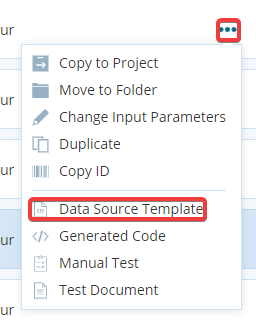 ur
Copy to Project
Move to Folder
ur
Change Input Parameters
Duplicate
ur
Copy ID
Data Source Template
ur
Generated Code
Manual Test
Test Document
ur